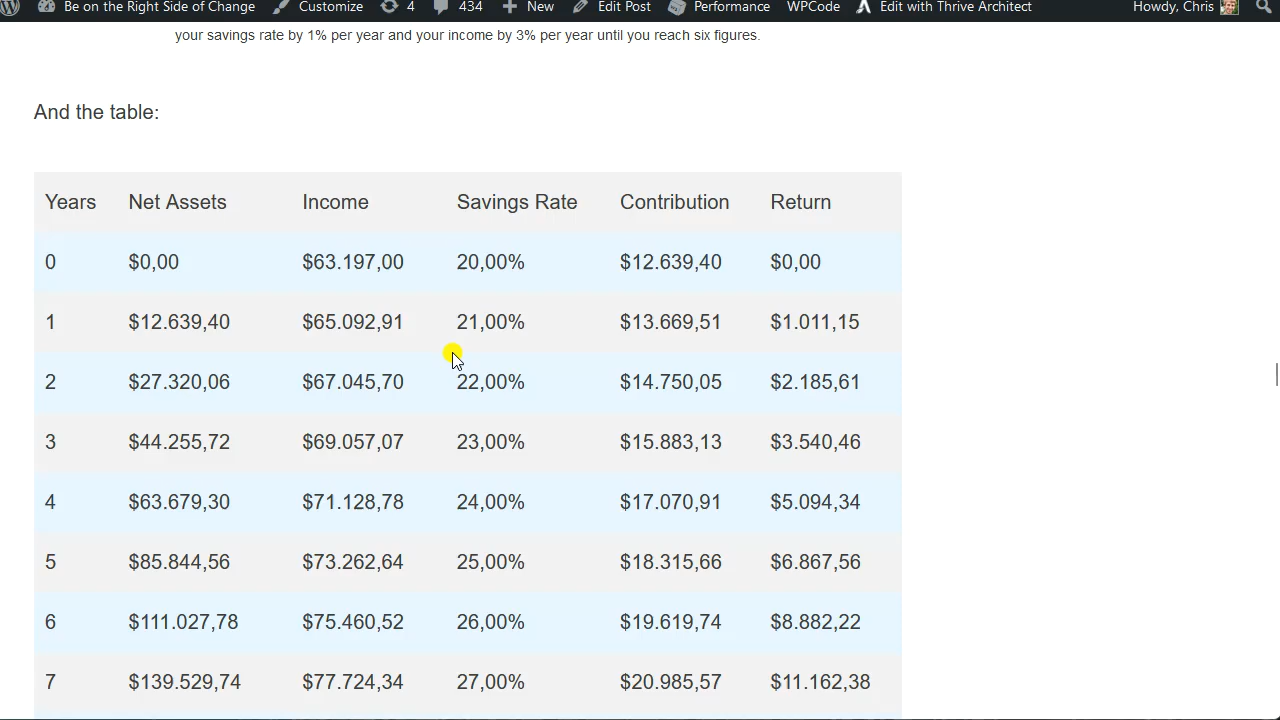 Be on the Right Side of Change Customize 4 434 New Edit Post Performance WPCode Edit with Thrive Architect Howdy, Chris
your savings rate by 1% per year and your income by 3% per year until you reach six figures.
And the table:
Years Net Assets Income Savings Rate Contribution Return
0 $0,00 $63.197,00 20,00% $12.639,40 $0,00
1 $12.639,40 $65.092,91 21,00% $13.669,51 $1.011,15
2 $27.320,06 $67.045,70 22,00% $14.750,05 $2.185,61
3 $44.255,72 $69.057,07 23,00% $15.883,13 $3.540,46
4 $63.679,30 $71.128,78 24,00% $17.070,91 $5.094,34
5 $85.844,56 $73.262,64 25,00% $18.315,66 $6.867,56
6 $111.027,78 $75.460,52 26,00% $19.619,74 $8.882,22
7 $139.529,74 $77.724,34 27,00% $20.985,57 $11.162,38